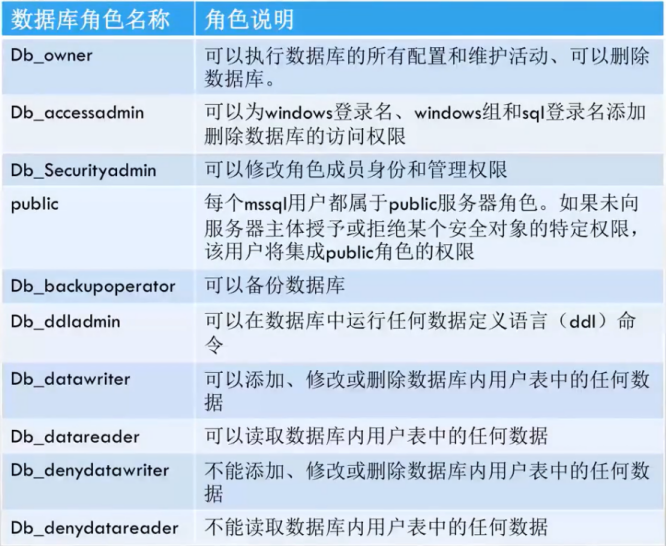 数据库角色名称 角色说明
Db_owner 可以执行数据库的所有配置和维护活动、可以删除
数据库。
Db_accessadmin 可以为windows登录名、windows组和sql登录名添加
删除数据库的访问权限
Db_Securityadmin 可以修改角色成员身份和管理权限
public 每个mssql用户都属于public服务器角色。如果未向
服务器主体授予或拒绝某个安全对象的特定权限，
该用户将集成public角色的权限
Db_backupoperator 可以备份数据库
Db_ddladmin 可以在数据库中运行任何数据定义语言（ddl）命
令
Db_datawriter 可以添加、修改或删除数据库内用户表中的任何数
据
Db_datareader 可以读取数据库内用户表中的任何数据
Db_denydatawriter 不能添加、修改或删除数据库内用户表中的任何数
据
Db_denydatareader 不能读取数据库内用户表中的任何数据